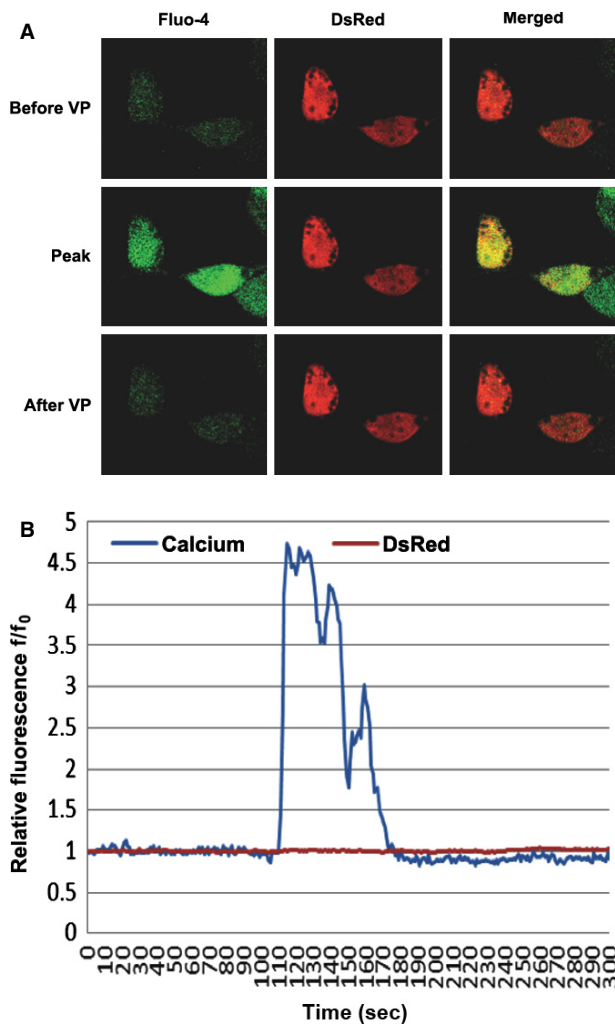 A
Fluo-4 DsRed Merged
Before VP
Peak
After VP
B
Calcium DsRed
5
4.5
4
3.5
3
2.5
2
1.5
1
0.5
0
Relative fluorescence f/f0
0 10 20 30 40 50 60 70 80 90 100 110 120 130 140 150 160 170 180 190 200 210 220 230 240 250 260 270 280 290 300
Time (sec)